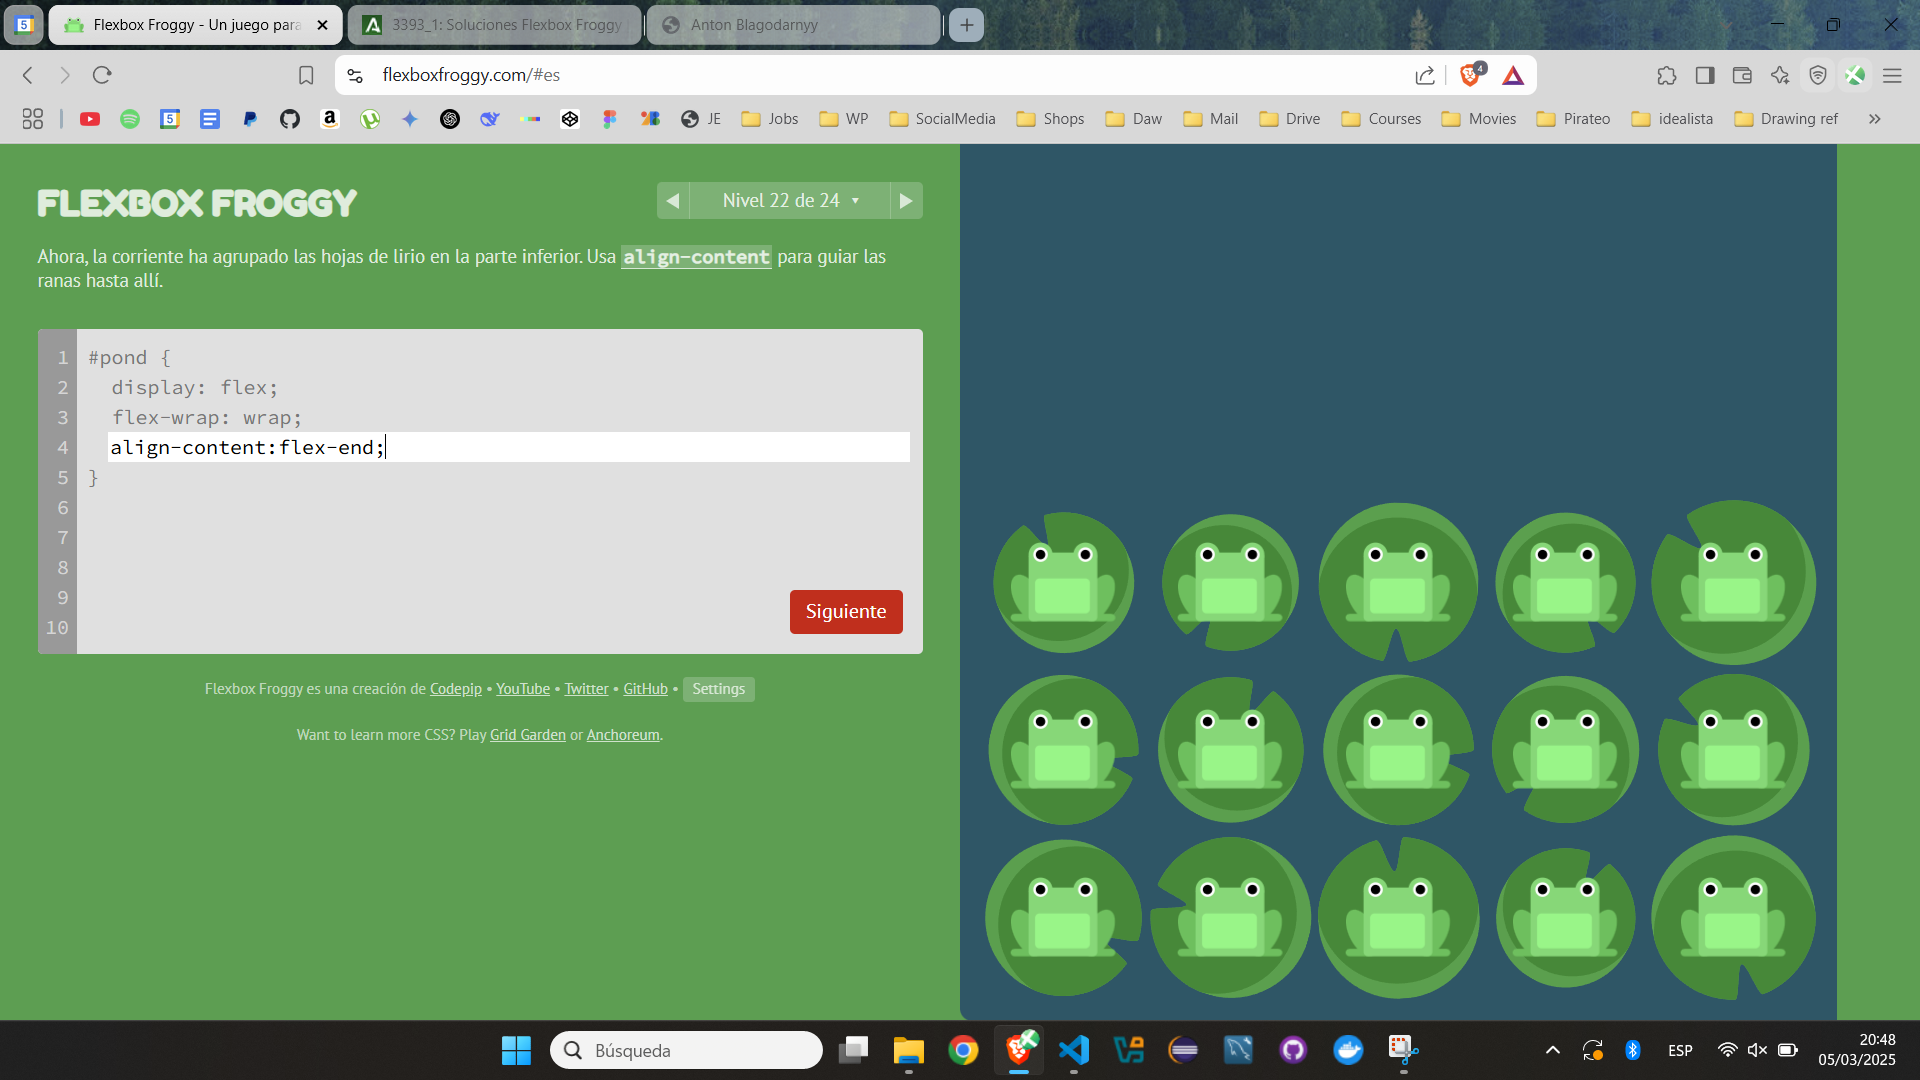 5
Flexbox Froggy - Un juego para
3393_1: Soluciones Flexbox Froggy
Anton Blagodarnyy
flexboxfroggy.com/#es
4
5
JE
Jobs
WP
SocialMedia
Shops
Daw
Mail
Drive
Courses
Movies
Pirateo
idealista
Drawing ref
FLEXBOX FROGGY
Nivel 22 de 24
Ahora, la corriente ha agrupado las hojas de lirio en la parte inferior. Usa align-content para guiar las
ranas hasta allí.
1 #pond {
2 display: flex;
3 flex-wrap: wrap;
4 align-content:flex-end;
5 }
6
7
8
9
10
Siguiente
Flexbox Froggy es una creación de Codepip • YouTube • Twitter • GitHub • Settings
Want to learn more CSS? Play Grid Garden or Anchoreum.
Búsqueda
ESP
20:48
05/03/2025